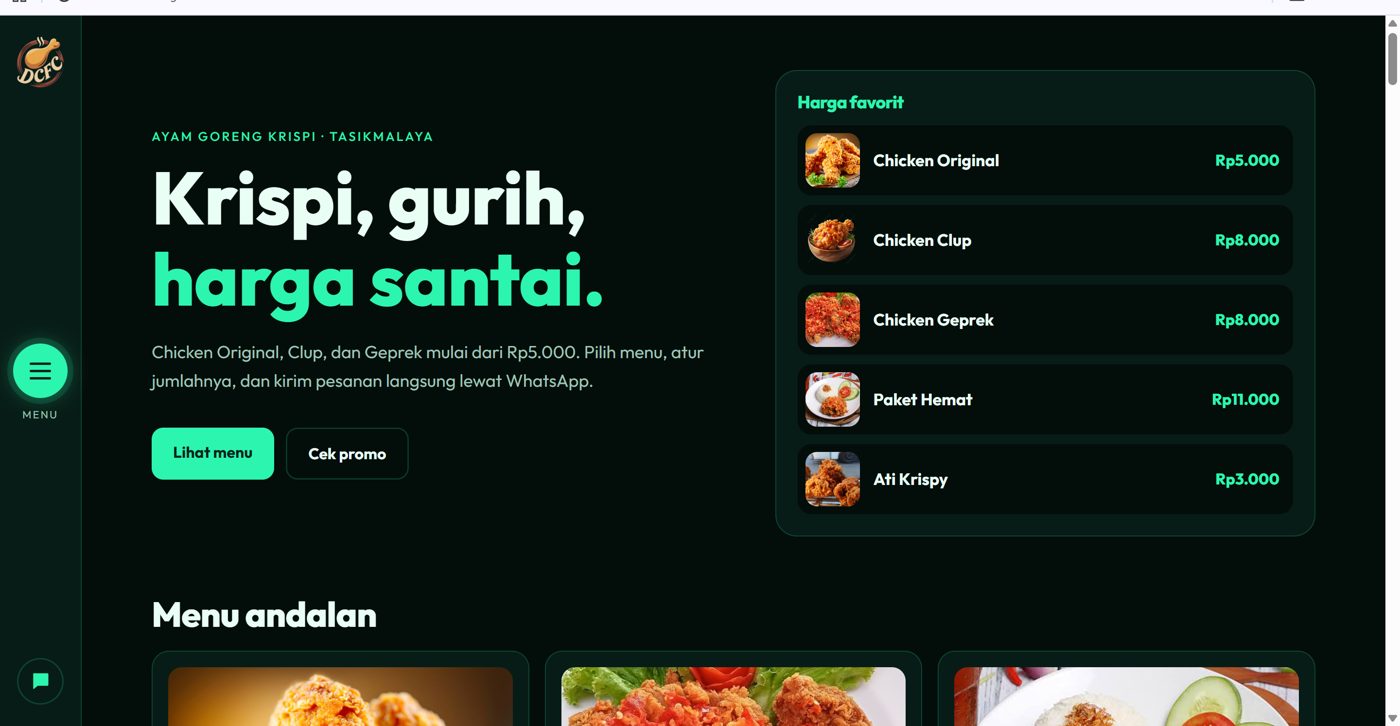 DCFC
MENU
AYAM GORENG KRISPI · TASIKMALAYA
Krispi, gurih,
harga santai.
Chicken Original, Clup, dan Geprek mulai dari Rp5.000. Pilih menu, atur
jumlahnya, dan kirim pesanan langsung lewat WhatsApp.
Lihat menu
Cek promo
Harga favorit
Chicken Original Rp5.000
Chicken Clup Rp8.000
Chicken Geprek Rp8.000
Paket Hemat Rp11.000
Ati Krispy Rp3.000
Menu andalan